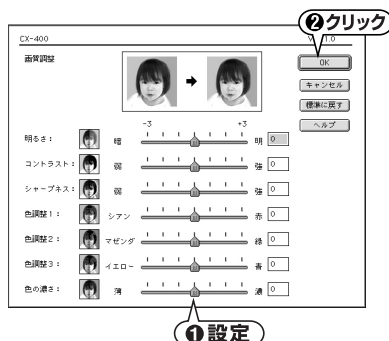 ❷クリック
CX-400
1.0
画質調整
OK
キャンセル
標準に戻す
ヘルプ
-3 +3
明るさ： 暗 明 0
コントラスト： 弱 強 0
シャープネス： 弱 強 0
色調整1： シアン 赤 0
色調整2： マゼンダ 緑 0
色調整3： イエロー 青 0
色の濃さ： 薄 濃 0
❶設定